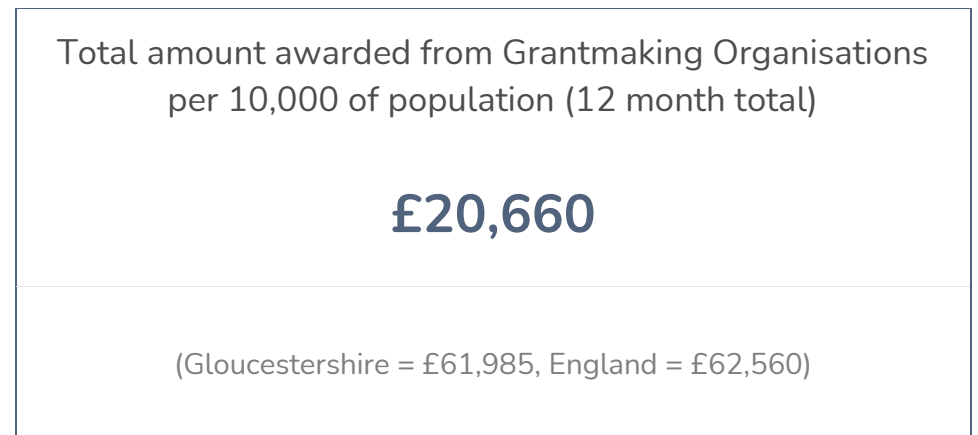 Total amount awarded from Grantmaking Organisations
per 10,000 of population (12 month total)
£20,660
(Gloucestershire = £61,985, England = £62,560)